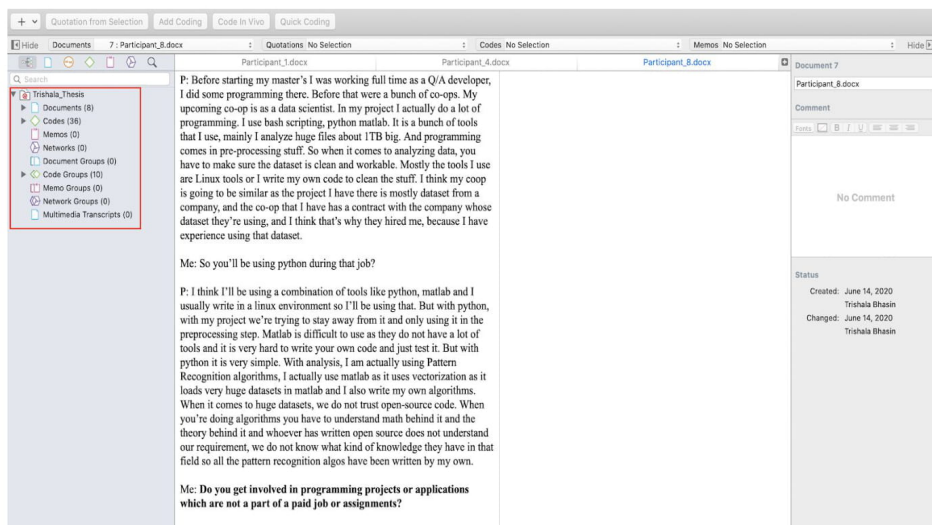 Quotation from Selection
Add Coding
Code In Vivo
Quick Coding
Hide
Documents
7 : Participant_8.docx
Quotations No Selection
Codes No Selection
Memos No Selection
Hide
Search
Trishala_Thesis
Documents (8)
Codes (36)
Memos (0)
Networks (0)
Document Groups (0)
Code Groups (10)
Memo Groups (0)
Network Groups (0)
Multimedia Transcripts (0)
Participant_1.docx
Participant_4.docx
Participant_8.docx
P: Before starting my master's I was working full time as a Q/A developer,
I did some programming there. Before that were a bunch of co-ops. My
upcoming co-op is as a data scientist. In my project I actually do a lot of
programming. I use bash scripting, python matlab. It is a bunch of tools
that I use, mainly I analyze huge files about 1TB big. And programming
comes in pre-processing stuff. So when it comes to analyzing data, you
have to make sure the dataset is clean and workable. Mostly the tools I use
are Linux tools or I write my own code to clean the stuff. I think my coop
is going to be similar as the project I have there is mostly dataset from a
company, and the co-op that I have has a contract with the company whose
dataset they're using, and I think that's why they hired me, because I have
experience using that dataset.
Me: So you'll be using python during that job?
P: I think I'll be using a combination of tools like python, matlab and I
usually write in a linux environment so I'll be using that. But with python,
with my project we're trying to stay away from it and only using it in the
preprocessing step. Matlab is difficult to use as they do not have a lot of
tools and it is very hard to write your own code and just test it. But with
python it is very simple. With analysis, I am actually using Pattern
Recognition algorithms, I actually use matlab as it uses vectorization as it
loads very huge datasets in matlab and I also write my own algorithms.
When it comes to huge datasets, we do not trust open-source code. When
you're doing algorithms you have to understand math behind it and the
theory behind it and whoever has written open source does not understand
our requirement, we do not know what kind of knowledge they have in that
field so all the pattern recognition algos have been written by my own.
Me: Do you get involved in programming projects or applications
which are not a part of a paid job or assignments?
Document 7
Participant_8.docx
Comment
Fonts
B I U
No Comment
Status
Created: June 14, 2020
Trishala Bhasin
Changed: June 14, 2020
Trishala Bhasin